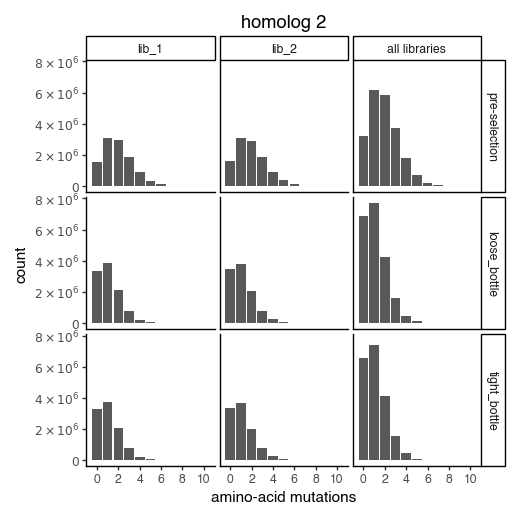 homolog 2
lib_1 lib_2 all libraries
8 × 10⁶
6 × 10⁶
4 × 10⁶
2 × 10⁶
0
pre-selection
8 × 10⁶
6 × 10⁶
4 × 10⁶
2 × 10⁶
0
loose_bottle
8 × 10⁶
6 × 10⁶
4 × 10⁶
2 × 10⁶
0
tight_bottle
count
0 2 4 6 8 10 0 2 4 6 8 10 0 2 4 6 8 10
amino-acid mutations